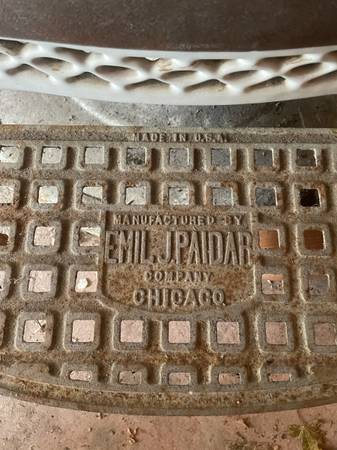 MADE IN U.S.A.
MANUFACTURED BY
EMIL J. PAIDAR
COMPANY
CHICAGO.